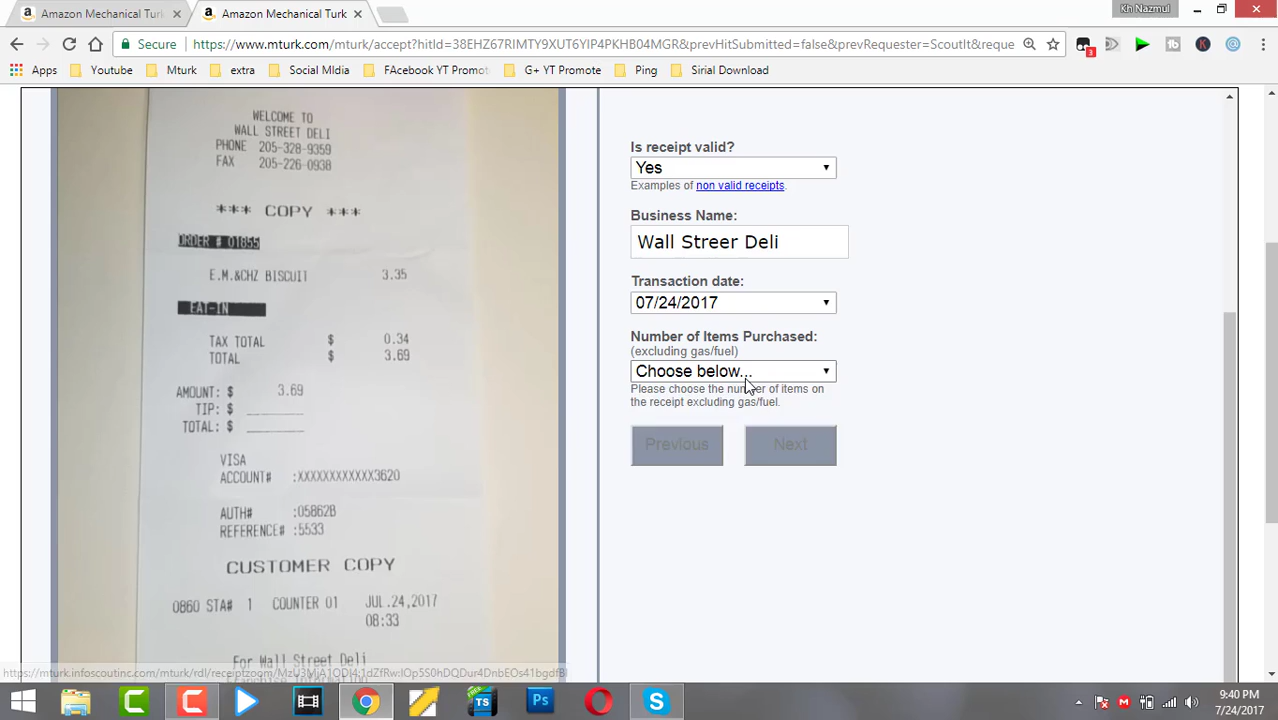 Amazon Mechanical Turk
Amazon Mechanical Turk
Kh Nazmul
Secure
https://www.mturk.com/mturk/accept?hitId=38EHZ67RIMTY9XUT6YIP4PKHB04MGR&prevHitSubmitted=false&prevRequester=ScoutIt&reque
3
Apps
Youtube
Mturk
extra
Social MIdia
Acebook YT Promot
G+ YT Promote
Ping
Sirial Download
WELCOME TO
WALL STREET DELI
PHONE 205-328-9359
FAX 205-226-0938
*** COPY ***
ORDER # 01855
E.M.&CHZ BISCUIT 3.35
EAT-IN
TAX TOTAL $ 0.34
TOTAL $ 3.69
AMOUNT: $ 3.69
TIP: $
TOTAL: $
VISA
ACCOUNT# :XXXXXXXXXXXX3620
AUTH# :05862B
REFERENCE# :5533
CUSTOMER COPY
0860 STA# 1 COUNTER 01 JUL.24,2017
08:33
For Wall Street Deli
Is receipt valid?
Yes
Examples of non valid receipts.
Business Name:
Wall Streer Deli
Transaction date:
07/24/2017
Number of Items Purchased:
(excluding gas/fuel)
Choose below...
Please choose the number of items on
the receipt excluding gas/fuel.
Previous
Next
FREE
TS
Ps
9:40 PM
7/24/2017